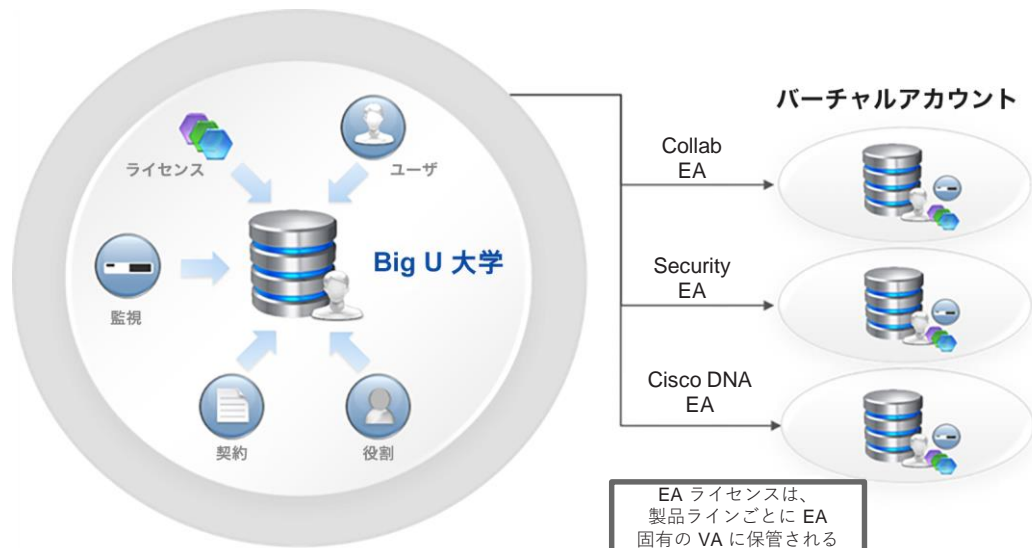 ライセンス
ユーザ
監視
Big U 大学
契約
役割
バーチャルアカウント
Collab
EA
Security
EA
Cisco DNA
EA
EA ライセンスは、
製品ラインごとに EA
固有の VA に保管される